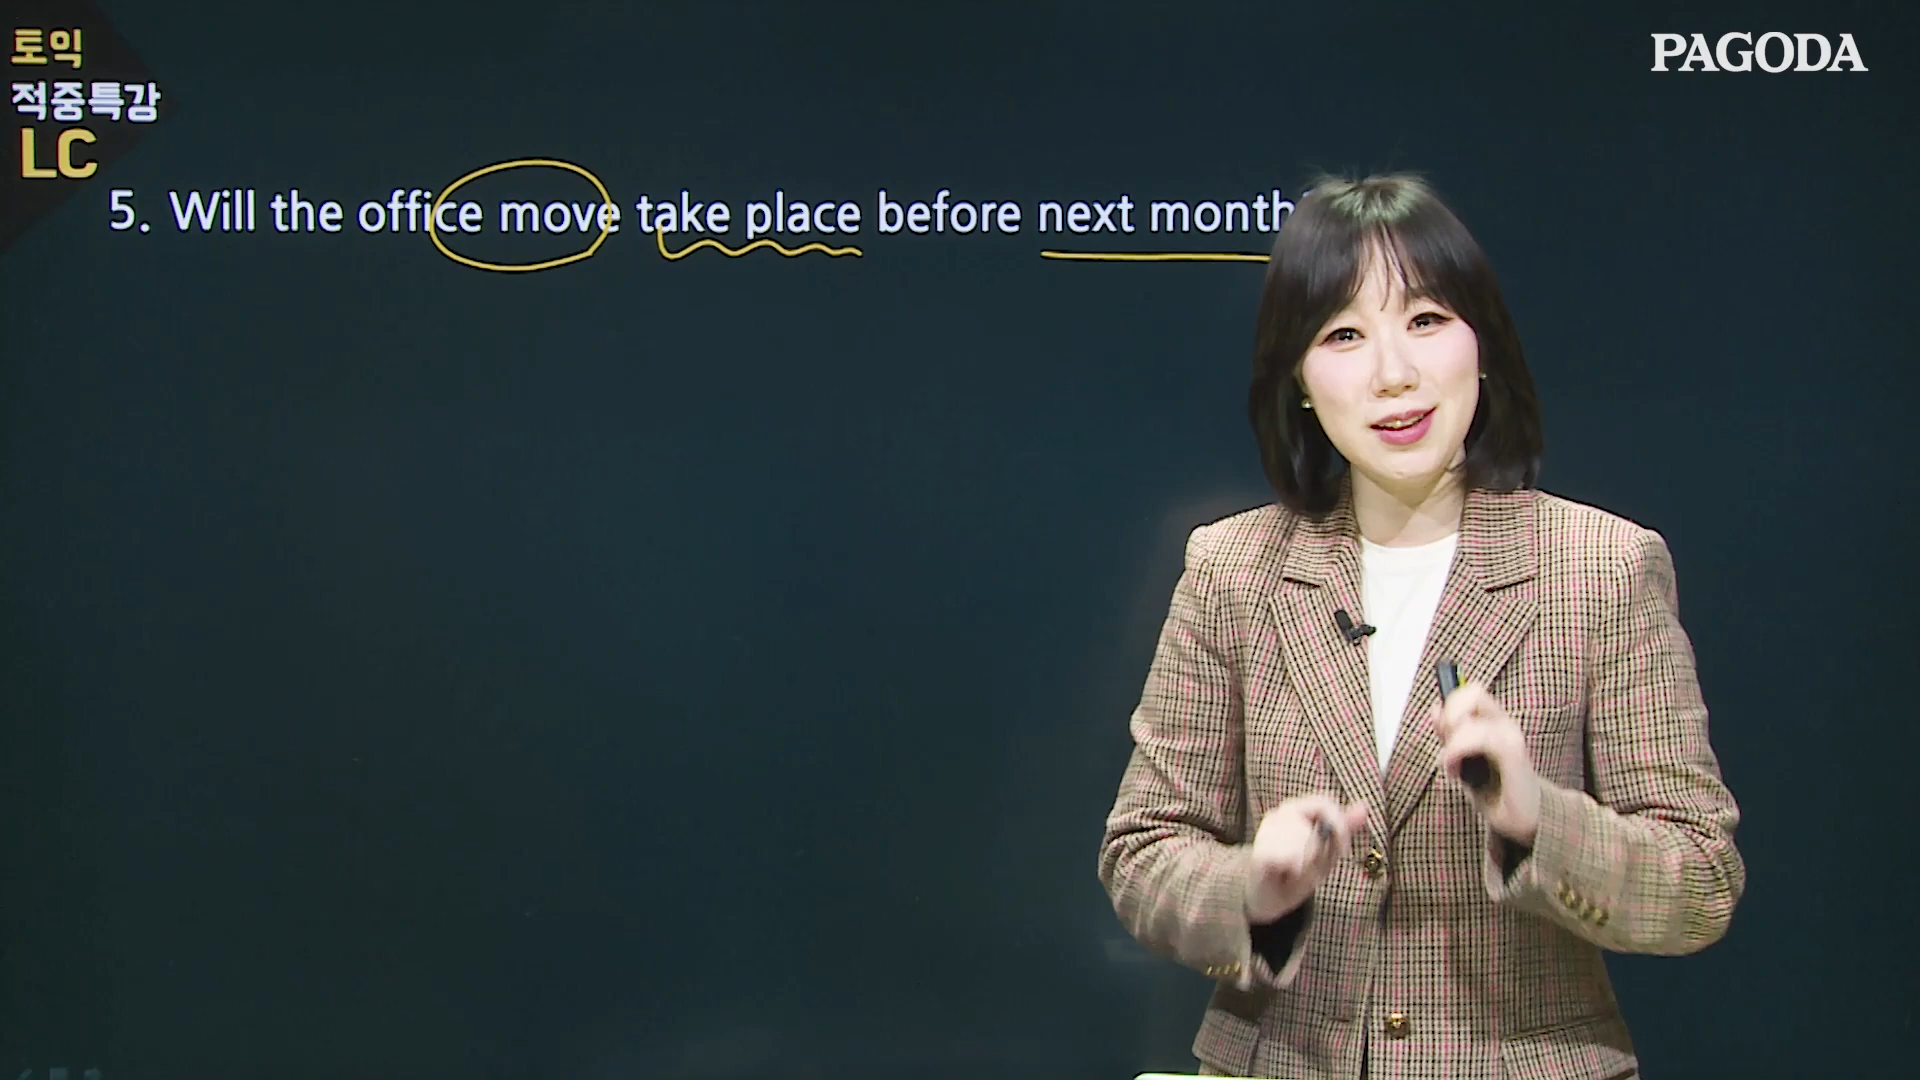 토익
적중특강
LC
PAGODA
5. Will the office move take place before next month